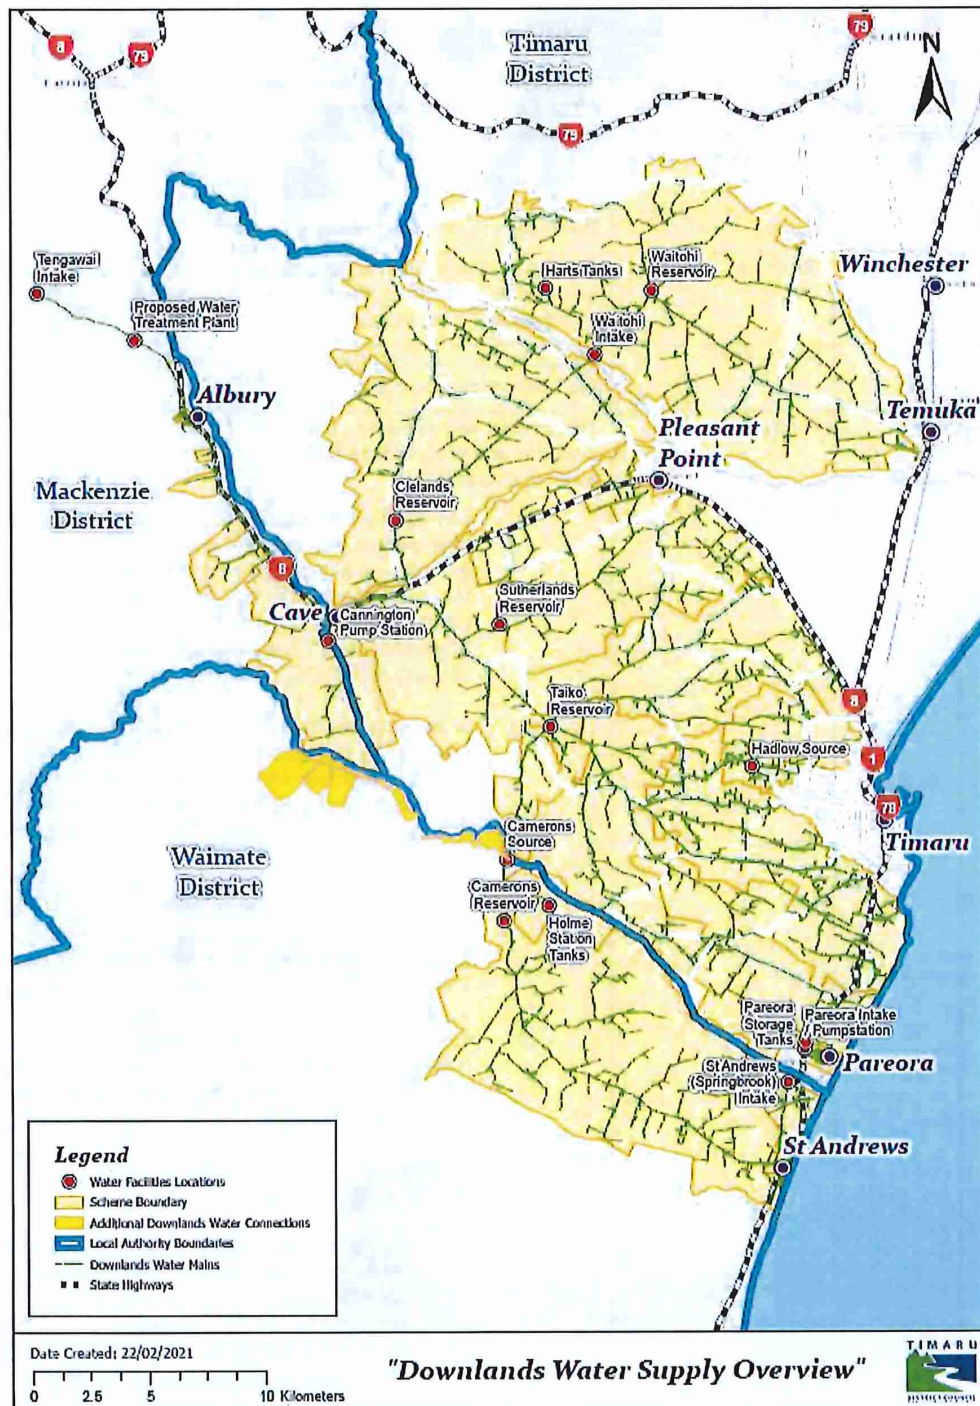 8
79
Timaru
District
79
N
79
Tengawai
Intake
Proposed Water
Treatment Plant
Harts Tanks
Waitohi
Reservoir
Winchester
Waitohi
Intake
Albury
Temuka
Pleasant
Point
Mackenzie
District
Clelands
Reservoir
8
Cave
Cannington
Pump Station
Sutherlands
Reservoir
8
Taiko
Reservoir
Hadlow Source
1
78
Timaru
Waimate
District
Camerons
Source
Camerons
Reservoir
Holme
Station
Tanks
Pareora
Storage
Tanks
Pareora Intake
Pumpstation
Pareora
St Andrews
(Springbrook)
Intake
St Andrews
Legend
Water Facilities Locations
Scheme Boundary
Additional Downlands Water Connections
Local Authority Boundaries
Downlands Water Mains
State Highways
Date Created: 22/02/2021
0 2.5 5 10 Kilometers
"Downlands Water Supply Overview"
TIMARU
DISTRICT COUNCIL